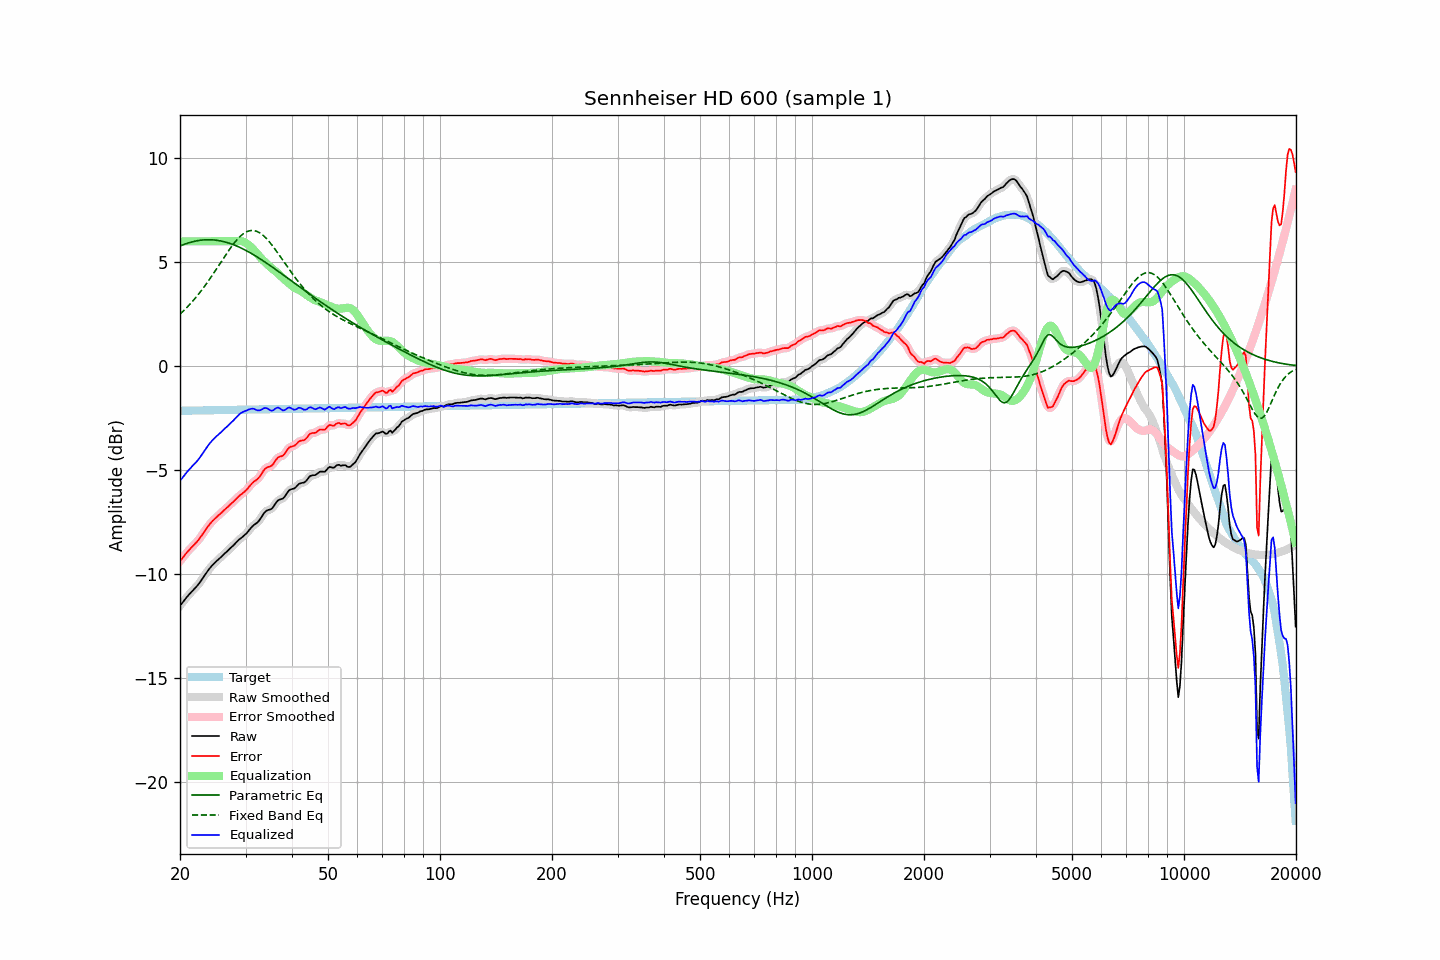 Sennheiser HD 600 (sample 1)
Amplitude (dBr)
10
5
0
−5
−10
−15
−20
Target
Raw Smoothed
Error Smoothed
Raw
Error
Equalization
Parametric Eq
Fixed Band Eq
Equalized
20
50
100
200
500
1000
2000
5000
10000
20000
Frequency (Hz)